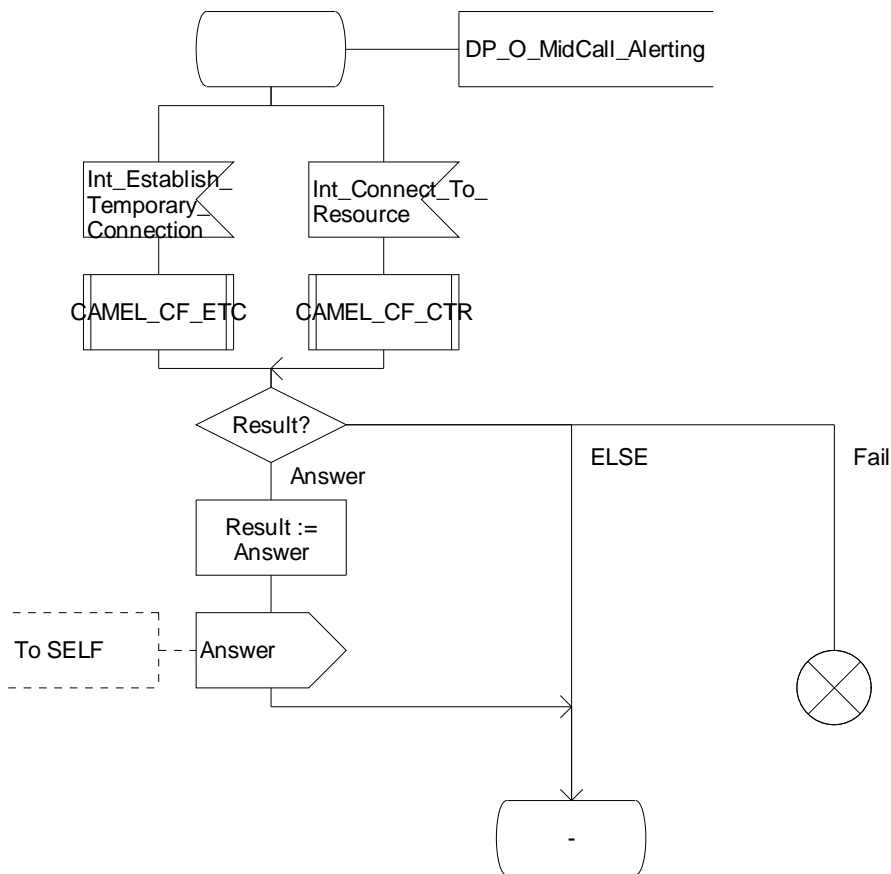 DP_O_MidCall_Alerting
Int_Establish_
Temporary_
Connection
Int_Connect_To_
Resource
CAMEL_CF_ETC
CAMEL_CF_CTR
Result?
ELSE
Fail
Answer
Result :=
Answer
To SELF
Answer
-